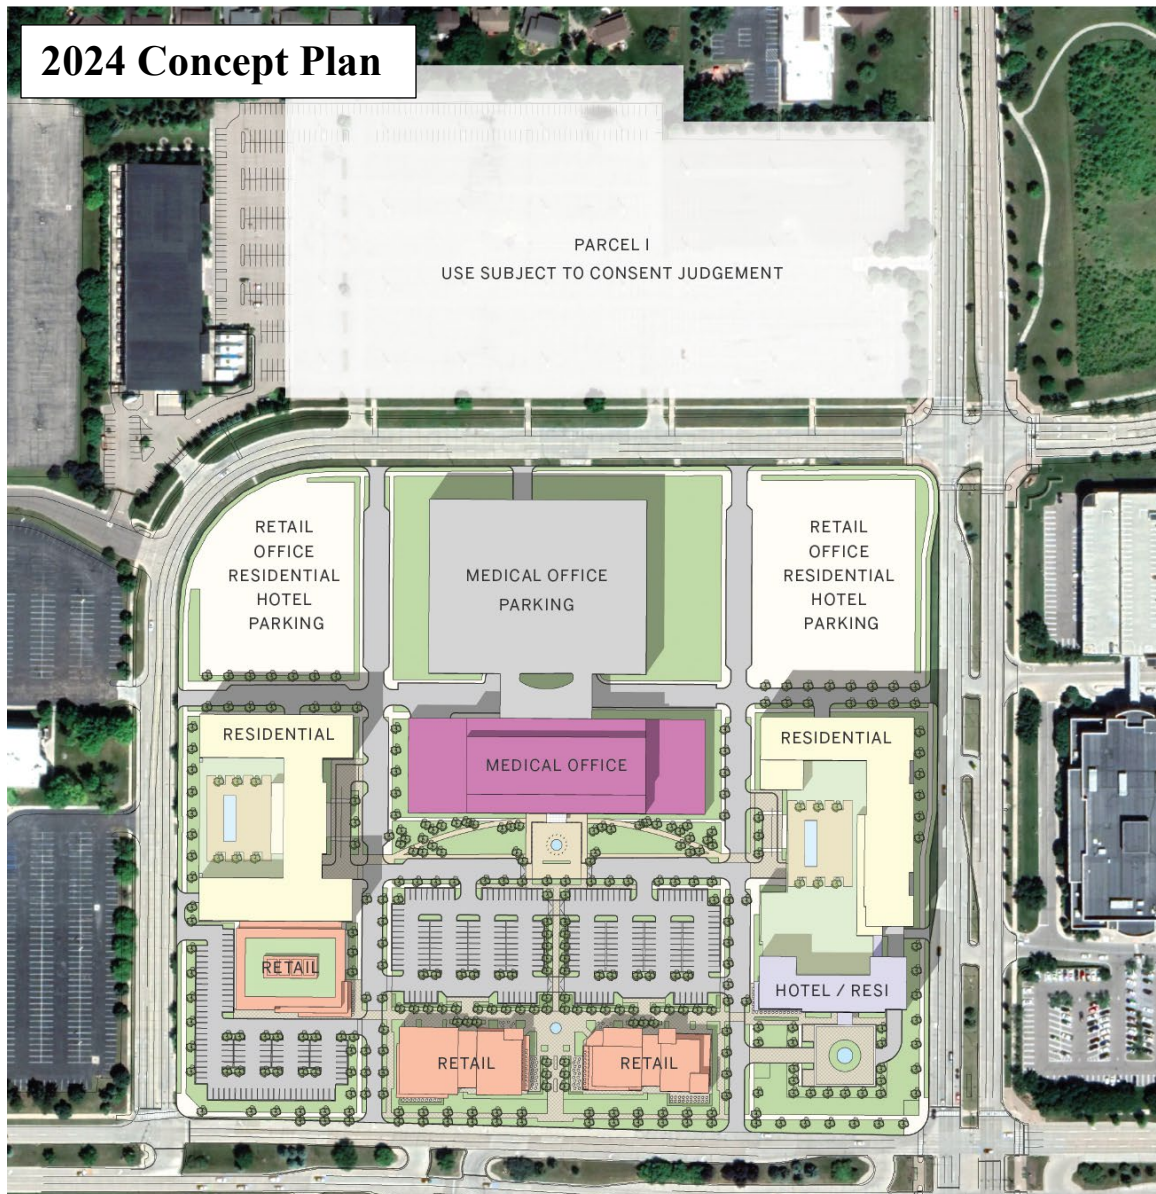 2024 Concept Plan
PARCEL I
USE SUBJECT TO CONSENT JUDGEMENT
RETAIL
OFFICE
RESIDENTIAL
HOTEL
PARKING
MEDICAL OFFICE
PARKING
RETAIL
OFFICE
RESIDENTIAL
HOTEL
PARKING
RESIDENTIAL
MEDICAL OFFICE
RESIDENTIAL
RETAIL
HOTEL / RESI
RETAIL
RETAIL